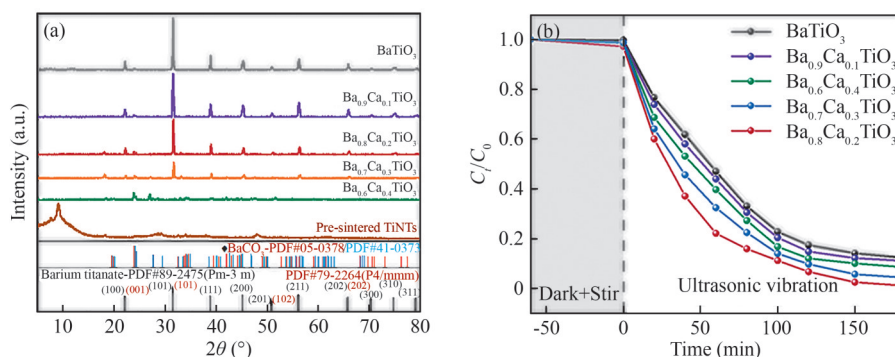 (a)
Intensity (a.u.)
BaTiO3
Ba0.9Ca0.1TiO3
Ba0.8Ca0.2TiO3
Ba0.7Ca0.3TiO3
Ba0.6Ca0.4TiO3
Pre-sintered TiNTs
◆BaCO3-PDF#05-0378/PDF#41-0373
Barium titanate-PDF#89-2475(Pm-3 m) PDF#79-2264(P4/mmm)
(100) (001) (101) (101) (111) (200) (201) (102) (211) (202) (202) (300) (310) (311)
10 20 30 40 50 60 70 80
2θ (°)
(b)
Ct/C0
1.0
0.8
0.6
0.4
0.2
0
BaTiO3
Ba0.9Ca0.1TiO3
Ba0.6Ca0.4TiO3
Ba0.7Ca0.3TiO3
Ba0.8Ca0.2TiO3
Dark+Stir
Ultrasonic vibration
-50 0 50 100 150
Time (min)